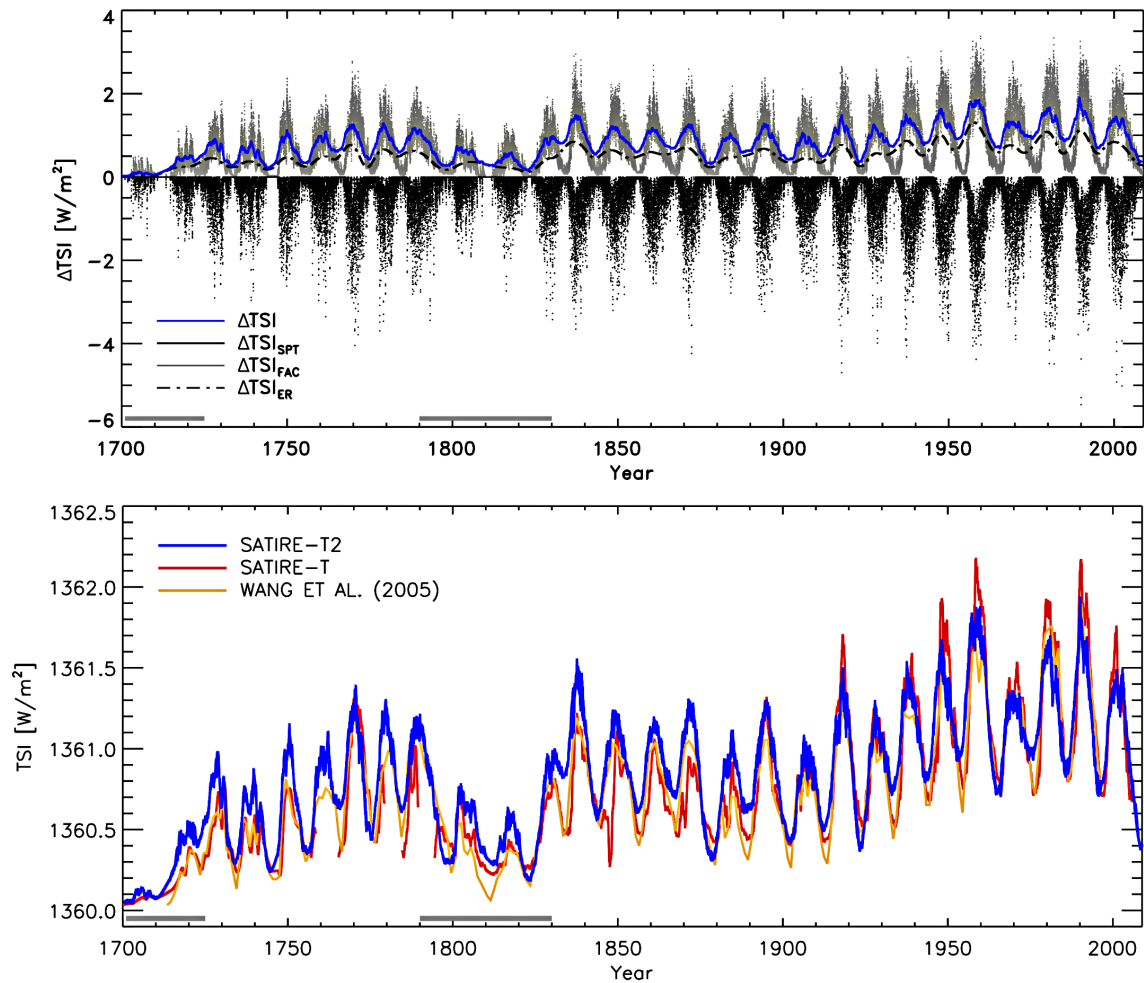 4
2
0
−2
−4
−6
ΔTSI [W/m²]
ΔTSI
ΔTSI_SPT
ΔTSI_FAC
ΔTSI_ER
1700 1750 1800 1850 1900 1950 2000
Year
1362.5
1362.0
1361.5
1361.0
1360.5
1360.0
TSI [W/m²]
SATIRE−T2
SATIRE−T
WANG ET AL. (2005)
1700 1750 1800 1850 1900 1950 2000
Year